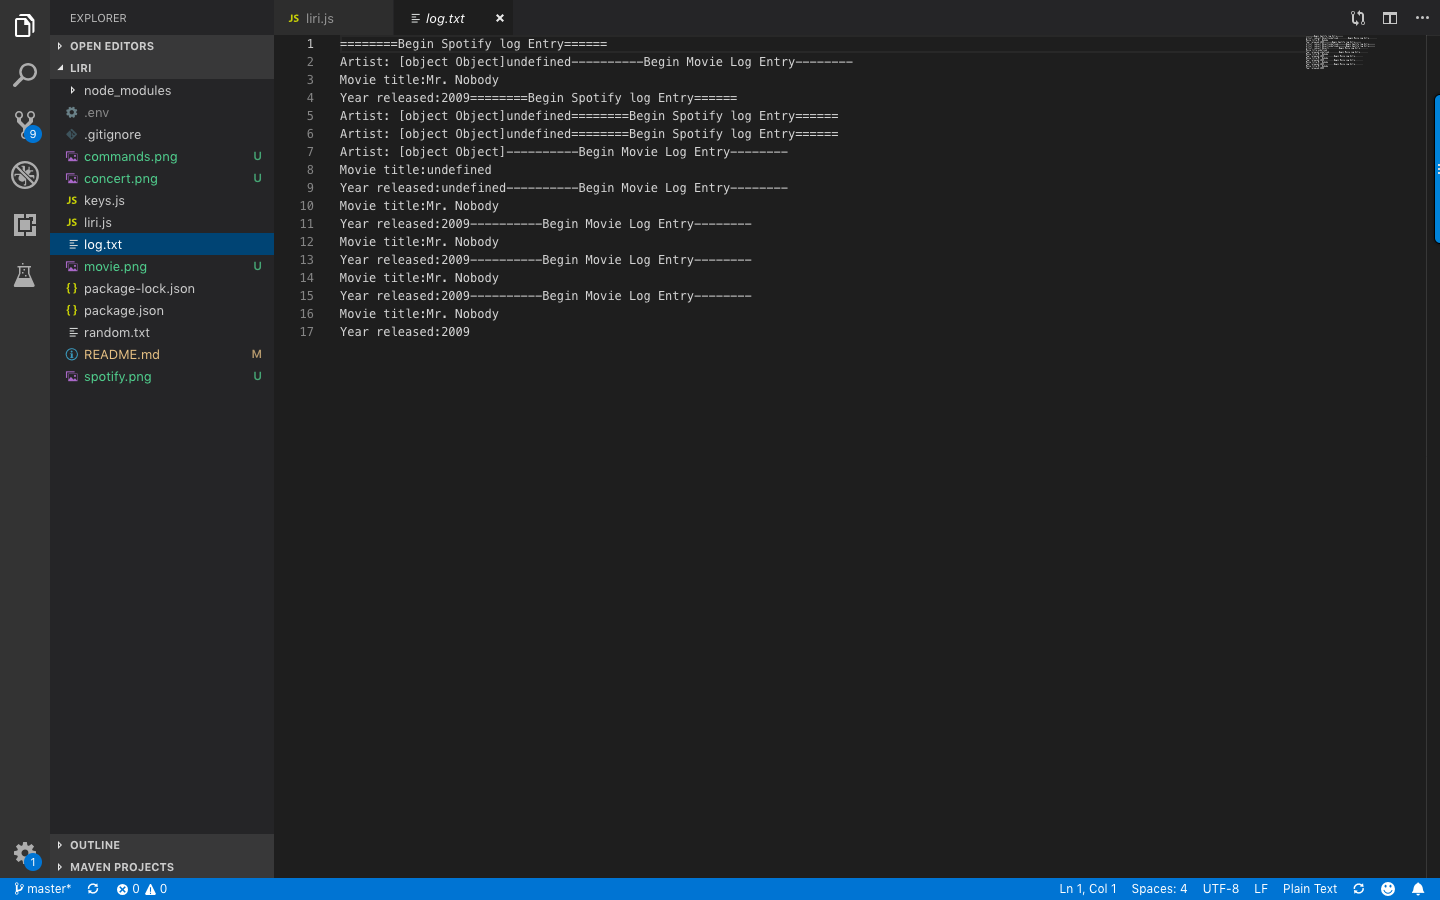 EXPLORER
OPEN EDITORS
LIRI
node_modules
.env
.gitignore
commands.png U
concert.png U
JS keys.js
JS liri.js
log.txt
movie.png U
{} package-lock.json
{} package.json
random.txt
README.md M
spotify.png U
OUTLINE
MAVEN PROJECTS
9
1
JS liri.js
log.txt
1 ========Begin Spotify log Entry======
2 Artist: [object Object]undefined----------Begin Movie Log Entry--------
3 Movie title:Mr. Nobody
4 Year released:2009========Begin Spotify log Entry======
5 Artist: [object Object]undefined========Begin Spotify log Entry======
6 Artist: [object Object]undefined========Begin Spotify log Entry======
7 Artist: [object Object]----------Begin Movie Log Entry--------
8 Movie title:undefined
9 Year released:undefined----------Begin Movie Log Entry--------
10 Movie title:Mr. Nobody
11 Year released:2009----------Begin Movie Log Entry--------
12 Movie title:Mr. Nobody
13 Year released:2009----------Begin Movie Log Entry--------
14 Movie title:Mr. Nobody
15 Year released:2009----------Begin Movie Log Entry--------
16 Movie title:Mr. Nobody
17 Year released:2009
master* 0 0 Ln 1, Col 1 Spaces: 4 UTF-8 LF Plain Text